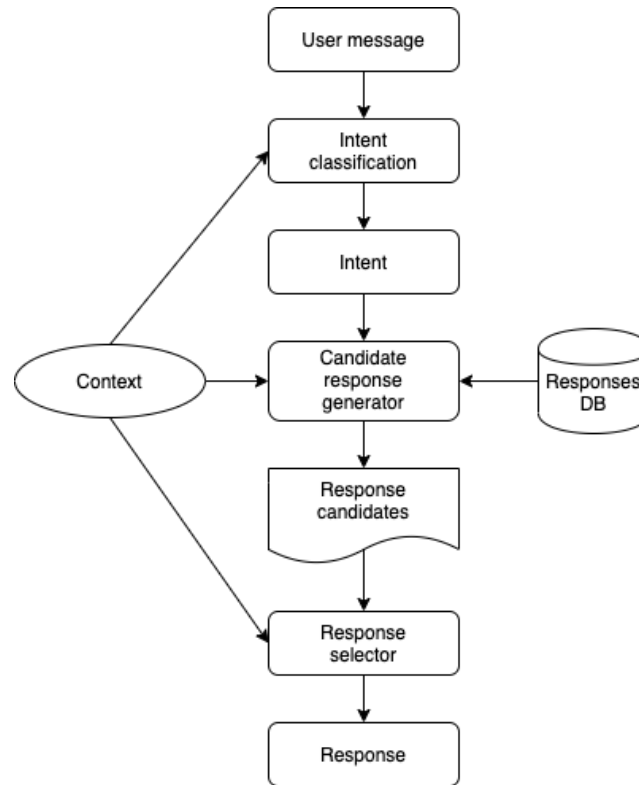 User message
Intent
classification
Intent
Context
Candidate
response
generator
Responses
DB
Response
candidates
Response
selector
Response